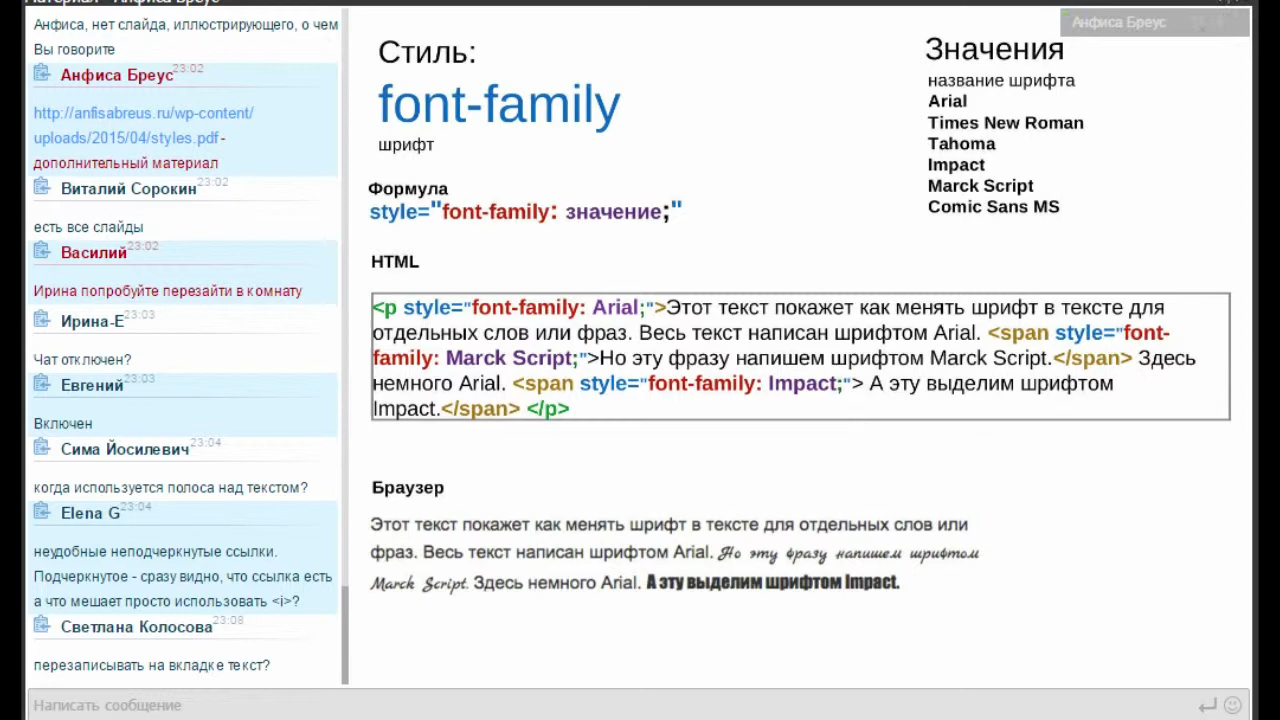 Анфиса, нет слайда, иллюстрирующего, о чем
Вы говорите
Анфиса Бреус 23:02
http://anfisabreus.ru/wp-content/
uploads/2015/04/styles.pdf -
дополнительный материал
Виталий Сорокин 23:02
есть все слайды
Василий 23:02
Ирина попробуйте перезайти в комнату
Ирина-Е 23:03
Чат отключен?
Евгений 23:03
Включен
Сима Йосилевич 23:04
когда используется полоса над текстом?
Elena G 23:04
неудобные неподчеркнутые ссылки.
Подчеркнутое - сразу видно, что ссылка есть
а что мешает просто использовать <i>?
Светлана Колосова 23:08
перезаписывать на вкладке текст?
Написать сообщение
Анфиса Бреус
Стиль:
font-family
шрифт
Формула
style="font-family: значение;"
Значения
название шрифта
Arial
Times New Roman
Tahoma
Impact
Marck Script
Comic Sans MS
HTML
<p style="font-family: Arial;">Этот текст покажет как менять шрифт в тексте для
отдельных слов или фраз. Весь текст написан шрифтом Arial. <span style="font-
family: Marck Script;">Но эту фразу напишем шрифтом Marck Script.</span> Здесь
немного Arial. <span style="font-family: Impact;"> А эту выделим шрифтом
Impact.</span> </p>
Браузер
Этот текст покажет как менять шрифт в тексте для отдельных слов или
фраз. Весь текст написан шрифтом Arial. Но эту фразу напишем шрифтом
Marck Script. Здесь немного Arial. А эту выделим шрифтом Impact.